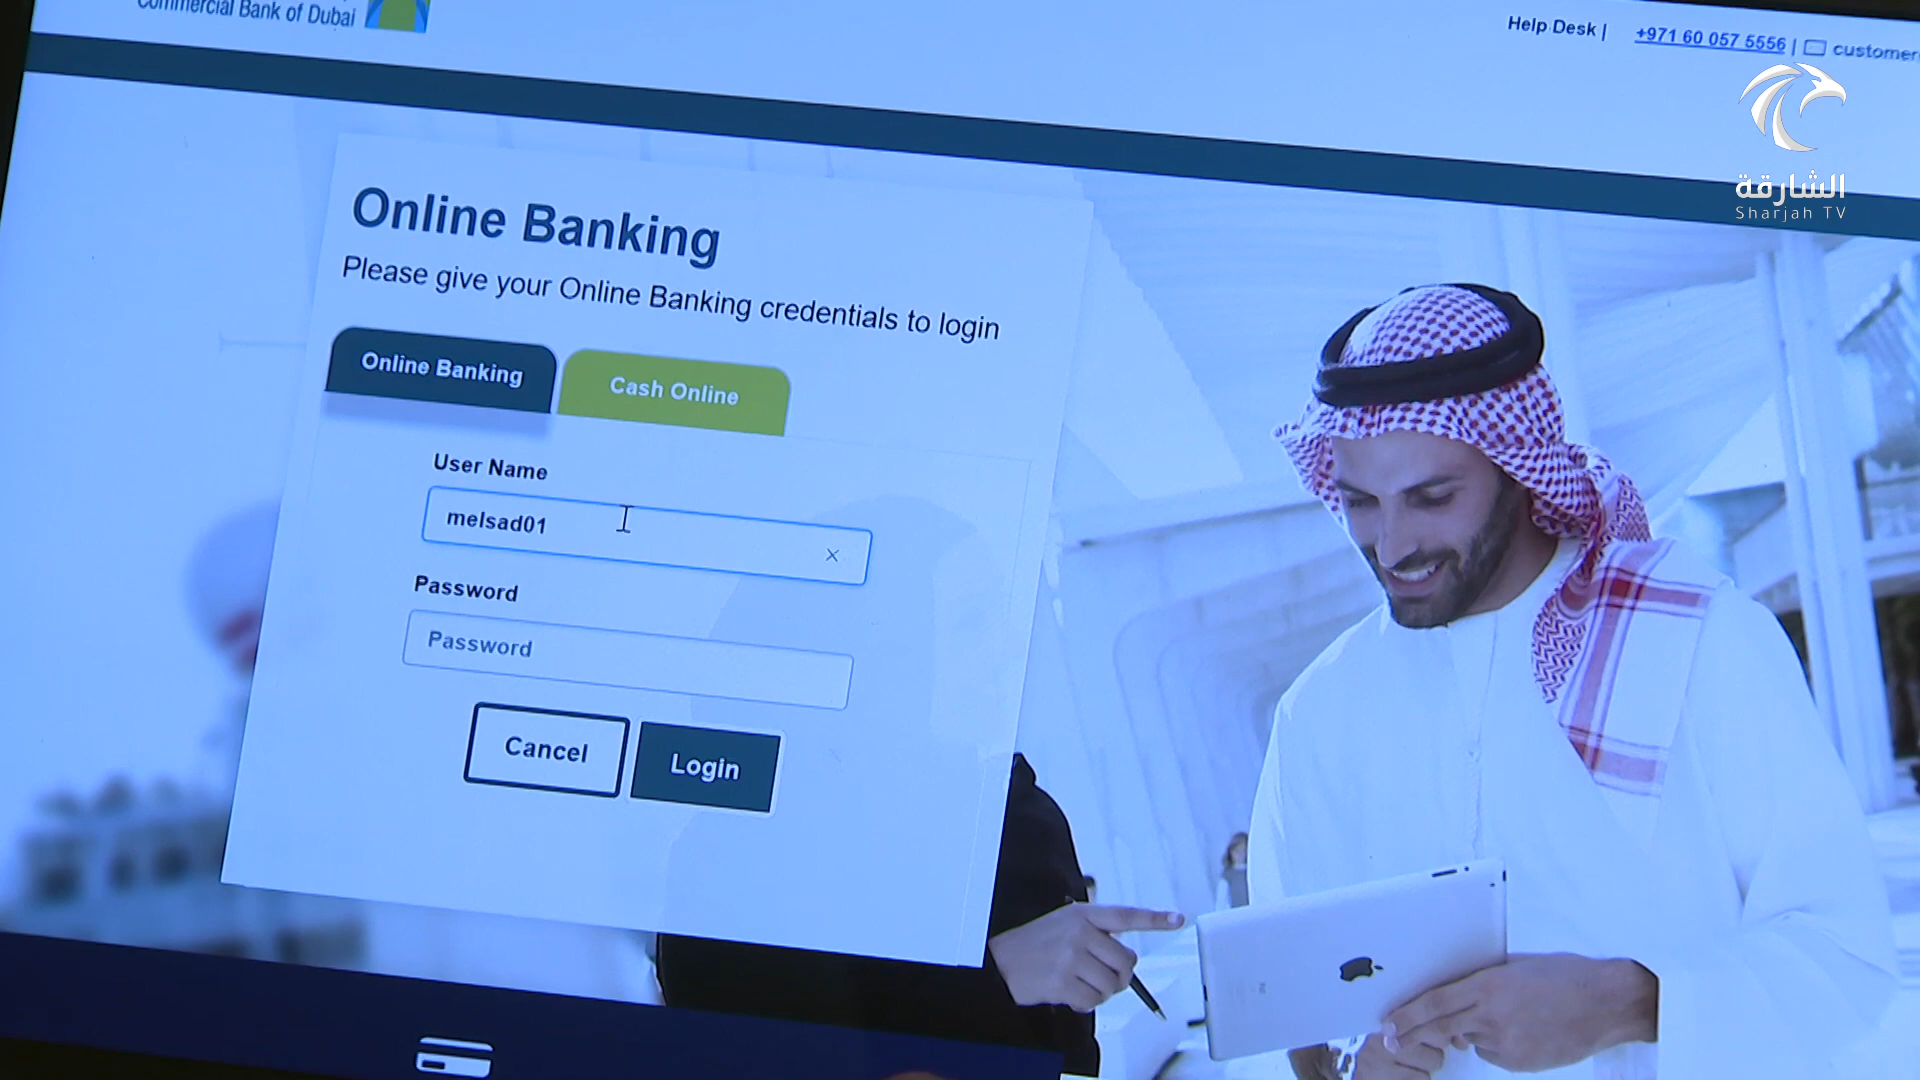 Commercial Bank of Dubai
Help Desk | +971 60 057 5556 | customer
الشارقة
Sharjah TV
Online Banking
Please give your Online Banking credentials to login
Online Banking
Cash Online
User Name
melsad01
Password
Password
Cancel
Login